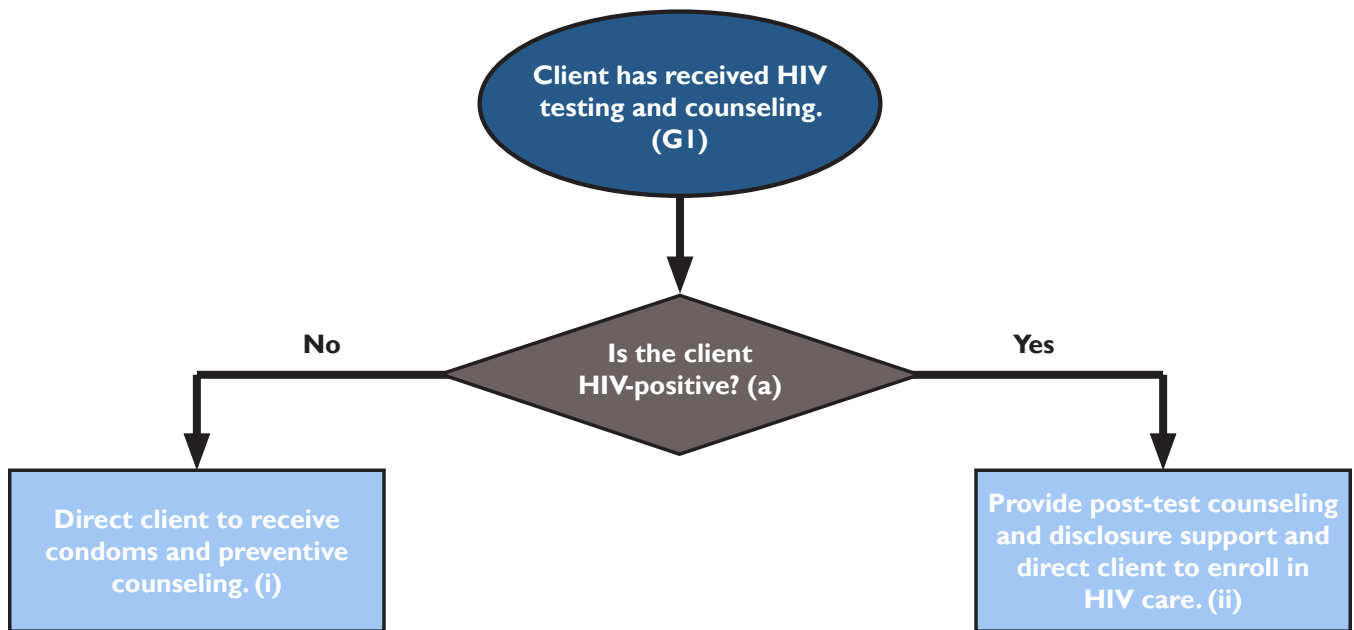 Client has received HIV
testing and counseling.
(G1)
No
Is the client
HIV-positive? (a)
Yes
Direct client to receive
condoms and preventive
counseling. (i)
Provide post-test counseling
and disclosure support and
direct client to enroll in
HIV care. (ii)